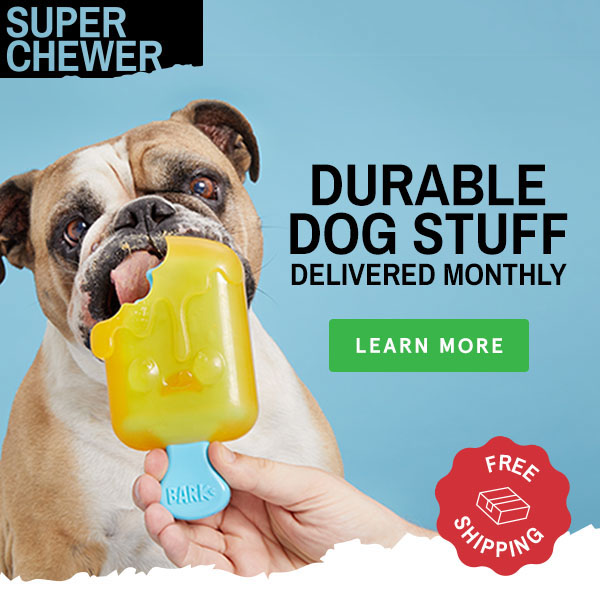 SUPER
CHEWER
DURABLE
DOG STUFF
DELIVERED MONTHLY
LEARN MORE
BARK
FREE
SHIPPING